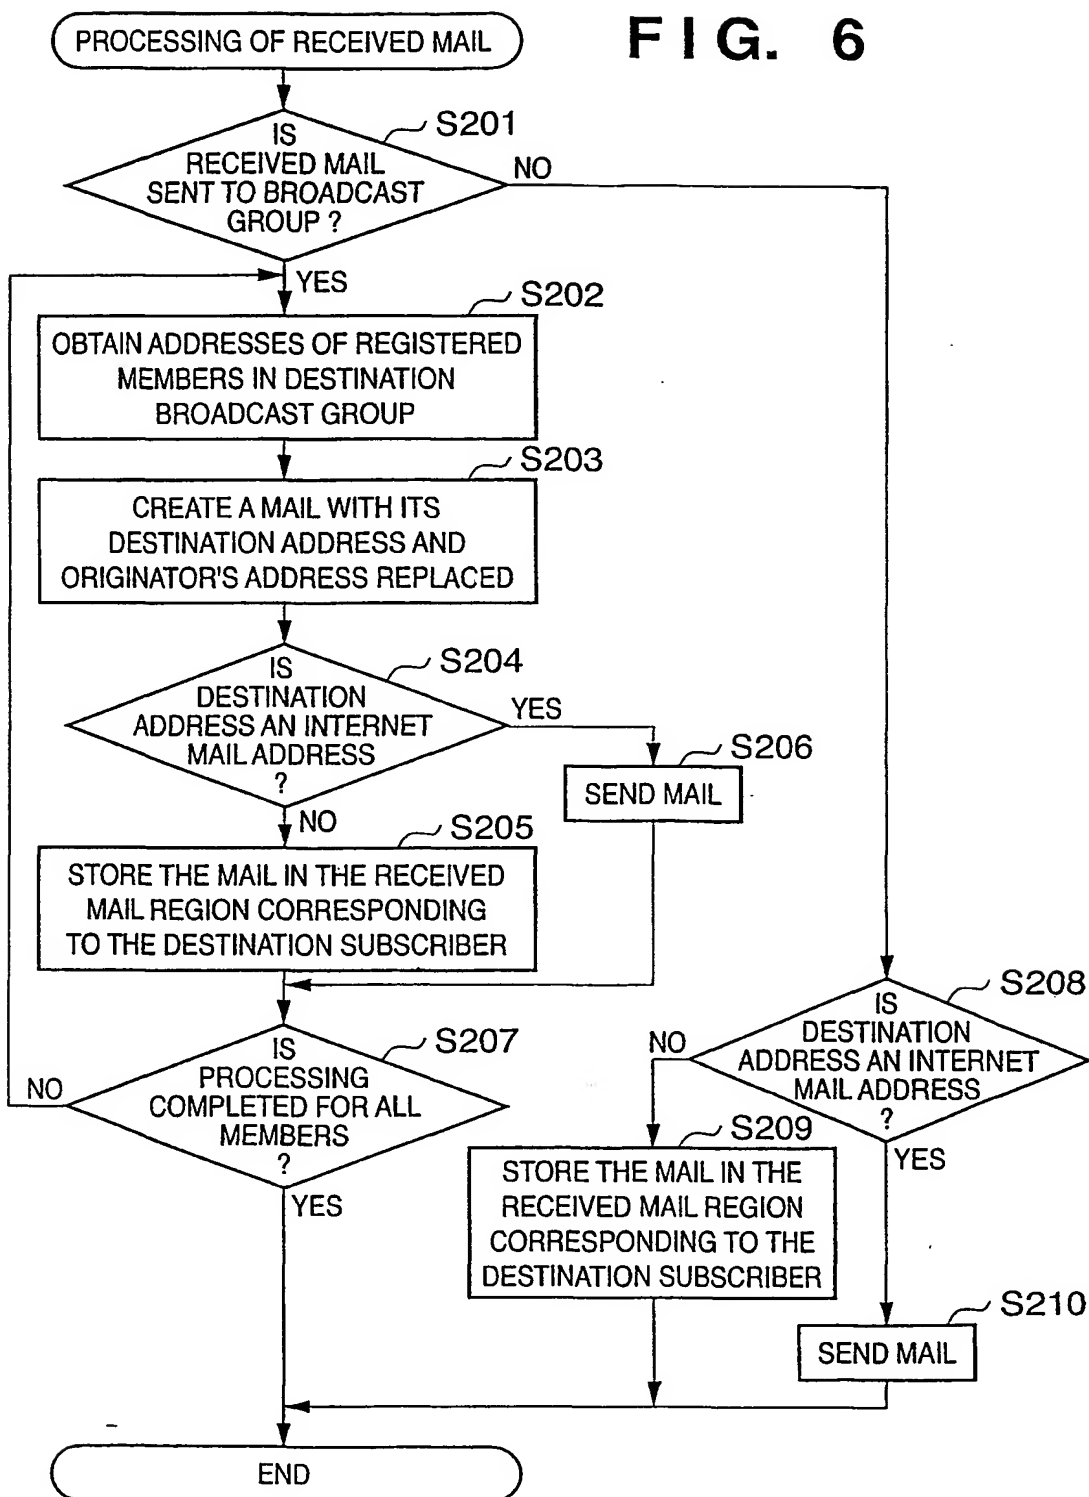 FIG. 6
PROCESSING OF RECEIVED MAIL
S201
IS
RECEIVED MAIL
SENT TO BROADCAST
GROUP ?
NO
YES
S202
OBTAIN ADDRESSES OF REGISTERED
MEMBERS IN DESTINATION
BROADCAST GROUP
S203
CREATE A MAIL WITH ITS
DESTINATION ADDRESS AND
ORIGINATOR'S ADDRESS REPLACED
S204
IS
DESTINATION
ADDRESS AN INTERNET
MAIL ADDRESS
?
YES
S206
SEND MAIL
NO
S205
STORE THE MAIL IN THE RECEIVED
MAIL REGION CORRESPONDING
TO THE DESTINATION SUBSCRIBER
S207
IS
PROCESSING
COMPLETED FOR ALL
MEMBERS
?
NO
YES
S208
IS
DESTINATION
ADDRESS AN INTERNET
MAIL ADDRESS
?
NO
YES
S209
STORE THE MAIL IN THE
RECEIVED MAIL REGION
CORRESPONDING TO THE
DESTINATION SUBSCRIBER
S210
SEND MAIL
END